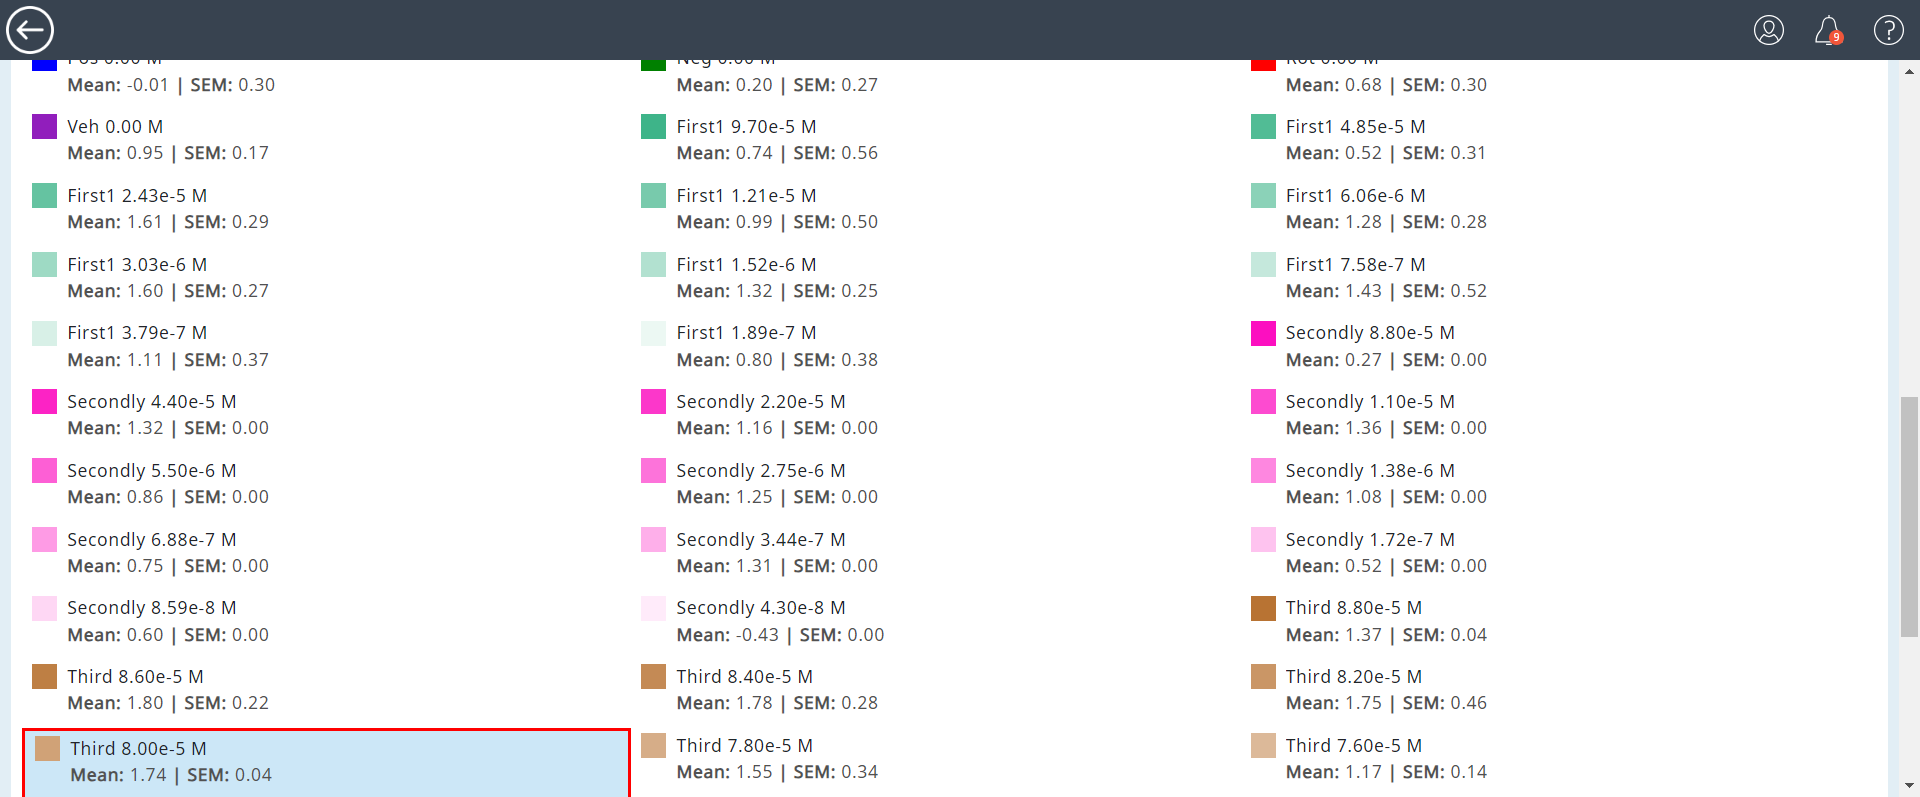 9
?
Pos 0.00 M
Neg 0.00 M
Rot 0.00 M
Mean: -0.01 | SEM: 0.30
Mean: 0.20 | SEM: 0.27
Mean: 0.68 | SEM: 0.30
Veh 0.00 M
First1 9.70e-5 M
First1 4.85e-5 M
Mean: 0.95 | SEM: 0.17
Mean: 0.74 | SEM: 0.56
Mean: 0.52 | SEM: 0.31
First1 2.43e-5 M
First1 1.21e-5 M
First1 6.06e-6 M
Mean: 1.61 | SEM: 0.29
Mean: 0.99 | SEM: 0.50
Mean: 1.28 | SEM: 0.28
First1 3.03e-6 M
First1 1.52e-6 M
First1 7.58e-7 M
Mean: 1.60 | SEM: 0.27
Mean: 1.32 | SEM: 0.25
Mean: 1.43 | SEM: 0.52
First1 3.79e-7 M
First1 1.89e-7 M
Secondly 8.80e-5 M
Mean: 1.11 | SEM: 0.37
Mean: 0.80 | SEM: 0.38
Mean: 0.27 | SEM: 0.00
Secondly 4.40e-5 M
Secondly 2.20e-5 M
Secondly 1.10e-5 M
Mean: 1.32 | SEM: 0.00
Mean: 1.16 | SEM: 0.00
Mean: 1.36 | SEM: 0.00
Secondly 5.50e-6 M
Secondly 2.75e-6 M
Secondly 1.38e-6 M
Mean: 0.86 | SEM: 0.00
Mean: 1.25 | SEM: 0.00
Mean: 1.08 | SEM: 0.00
Secondly 6.88e-7 M
Secondly 3.44e-7 M
Secondly 1.72e-7 M
Mean: 0.75 | SEM: 0.00
Mean: 1.31 | SEM: 0.00
Mean: 0.52 | SEM: 0.00
Secondly 8.59e-8 M
Secondly 4.30e-8 M
Third 8.80e-5 M
Mean: 0.60 | SEM: 0.00
Mean: -0.43 | SEM: 0.00
Mean: 1.37 | SEM: 0.04
Third 8.60e-5 M
Third 8.40e-5 M
Third 8.20e-5 M
Mean: 1.80 | SEM: 0.22
Mean: 1.78 | SEM: 0.28
Mean: 1.75 | SEM: 0.46
Third 8.00e-5 M
Third 7.80e-5 M
Third 7.60e-5 M
Mean: 1.74 | SEM: 0.04
Mean: 1.55 | SEM: 0.34
Mean: 1.17 | SEM: 0.14